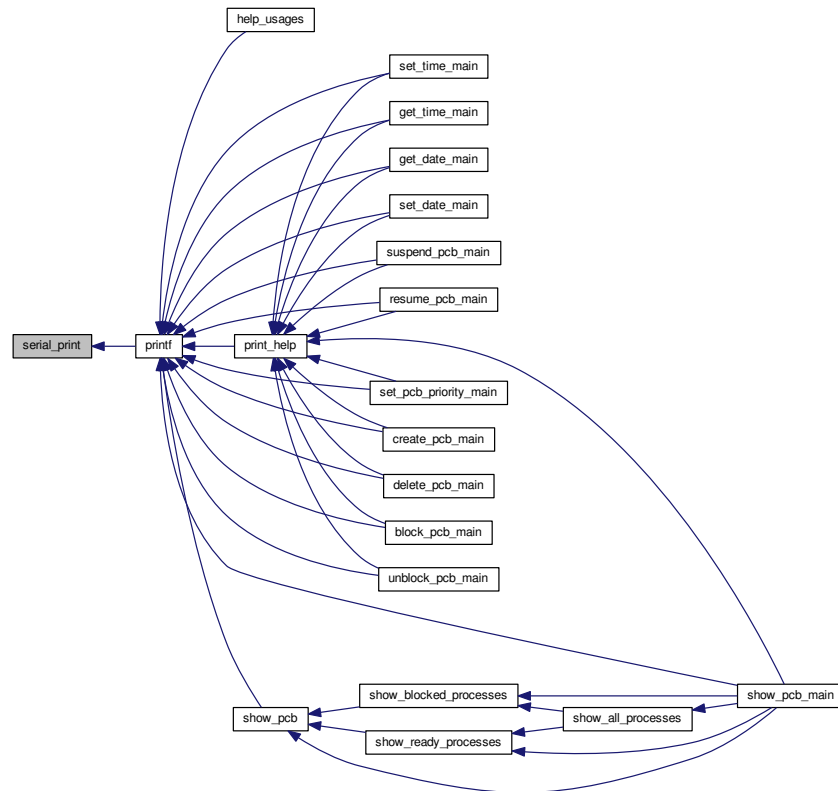 help_usages
set_time_main
get_time_main
get_date_main
set_date_main
suspend_pcb_main
resume_pcb_main
serial_print
printf
print_help
set_pcb_priority_main
create_pcb_main
delete_pcb_main
block_pcb_main
unblock_pcb_main
show_blocked_processes
show_pcb_main
show_pcb
show_all_processes
show_ready_processes